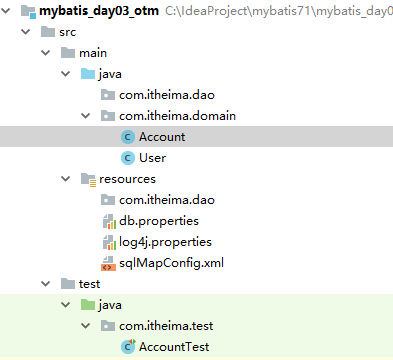 mybatis_day03_otm C:\IdeaProject\mybatis71\mybatis_day0
src
main
java
com.itheima.dao
com.itheima.domain
Account
User
resources
com.itheima.dao
db.properties
log4j.properties
sqlMapConfig.xml
test
java
com.itheima.test
AccountTest